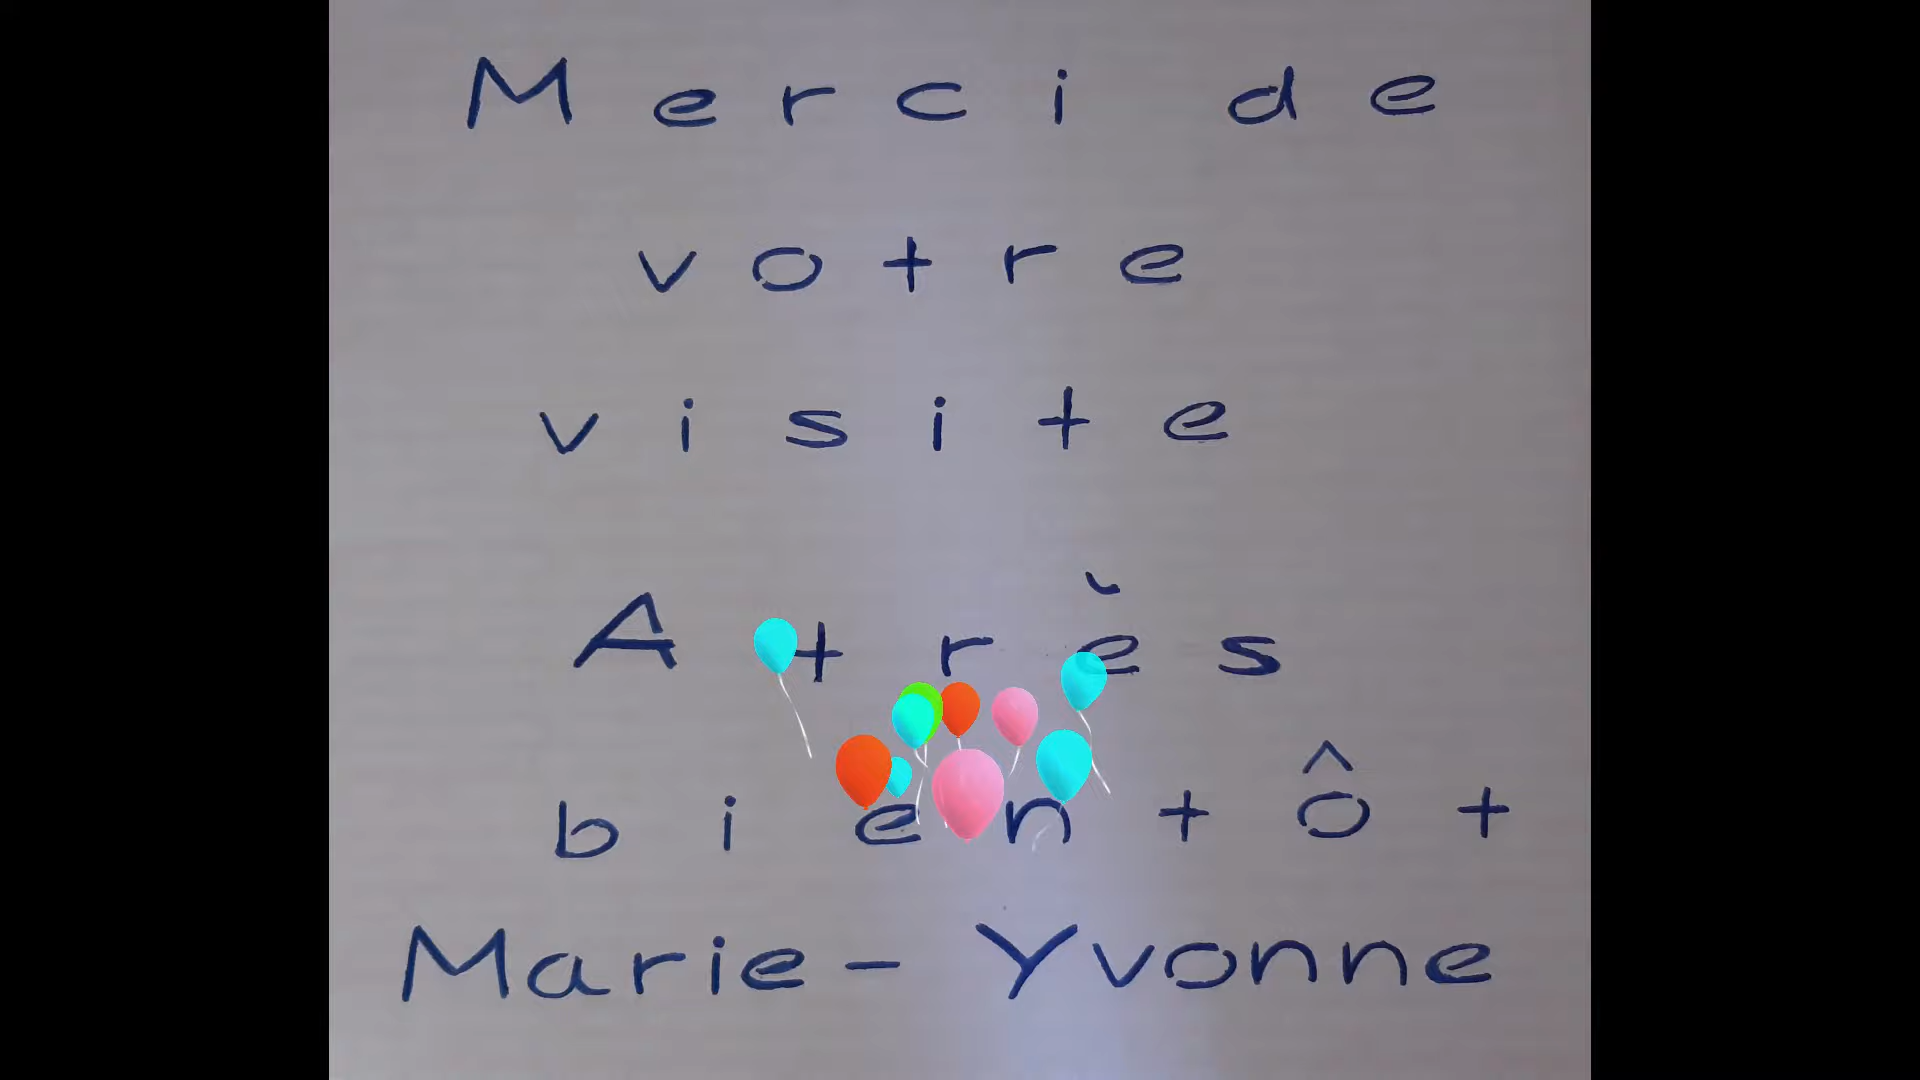 Merci de
votre
visite
A très
bientôt
Marie-Yvonne